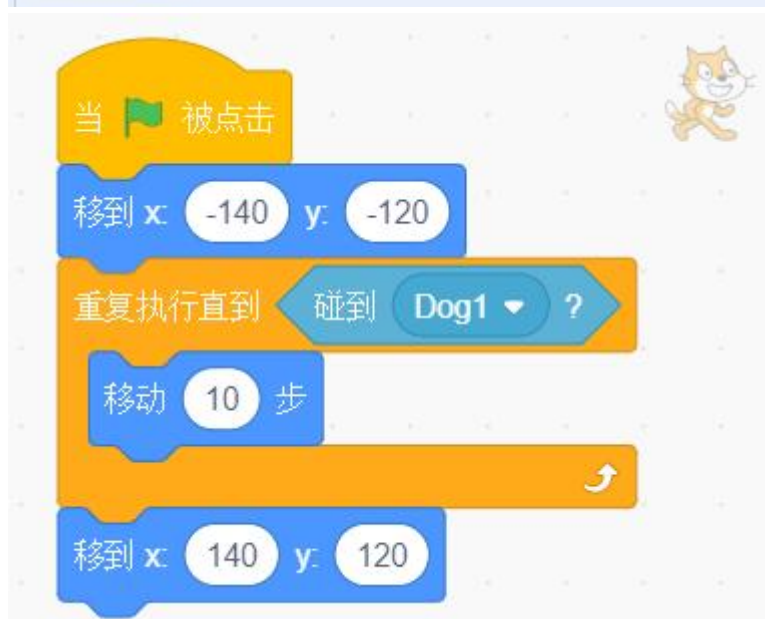 当 被点击
移到 x: -140 y: -120
重复执行直到 碰到 Dog1 ?
移动 10 步
移到 x: 140 y: 120